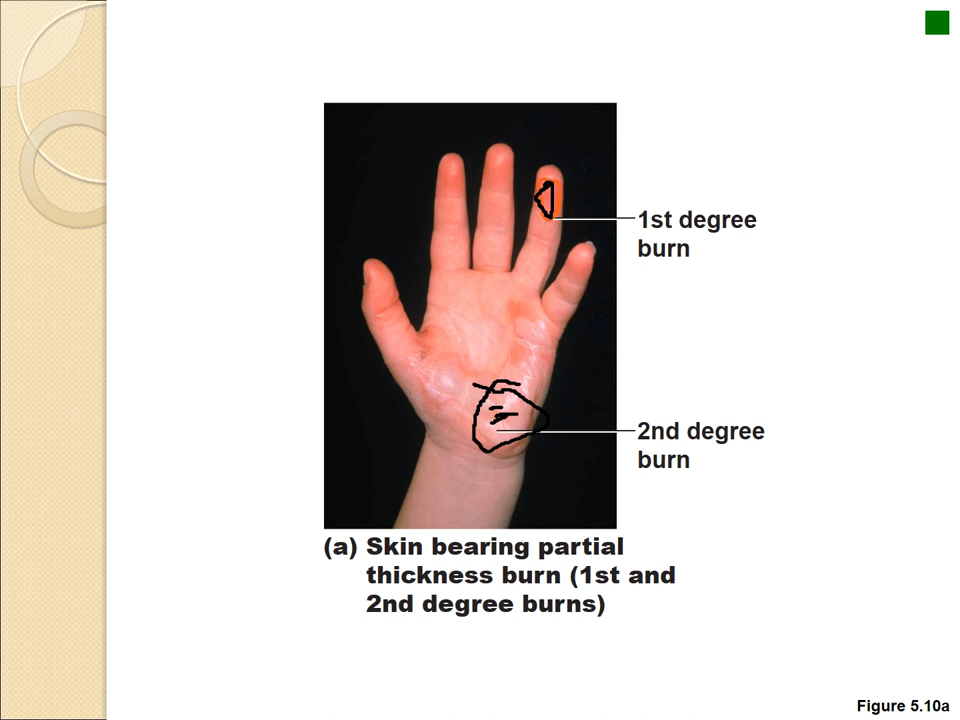 1st degree
burn
2nd degree
burn
(a) Skin bearing partial
thickness burn (1st and
2nd degree burns)
Figure 5.10a